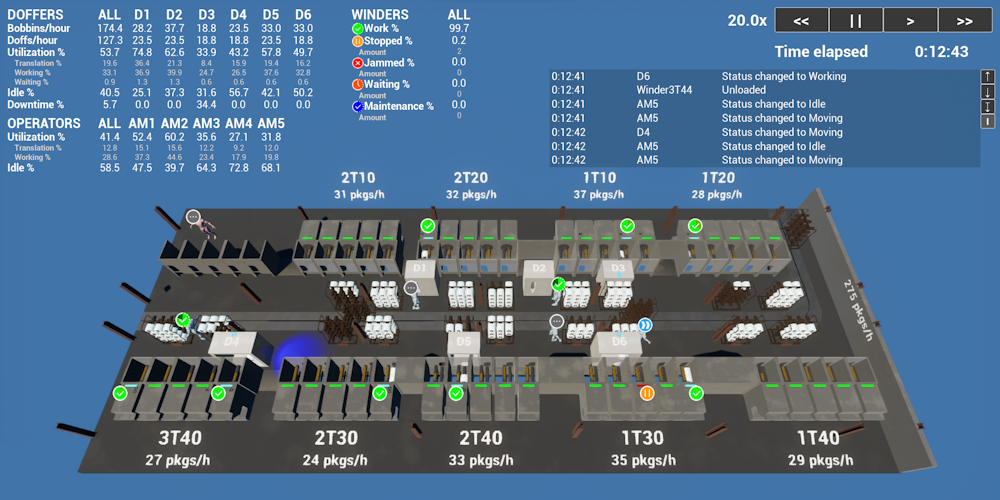 DOFFERS ALL D1 D2 D3 D4 D5 D6
Bobbins/hour 174.4 28.2 37.7 18.8 23.5 33.0 33.0
Doffs/hour 127.3 23.5 23.5 18.8 18.8 23.5 18.8
Utilization % 53.7 74.8 62.6 33.9 43.2 57.8 49.7
Translation % 19.6 36.4 21.3 8.4 15.9 19.4 16.2
Working % 33.1 36.9 39.9 24.7 26.5 37.6 32.8
Waiting % 0.9 1.3 1.3 0.6 0.6 0.6 0.6
Idle % 40.5 25.1 37.3 31.6 56.7 42.1 50.2
Downtime % 5.7 0.0 0.0 34.4 0.0 0.0 0.0
OPERATORS ALL AM1 AM2 AM3 AM4 AM5
Utilization % 41.4 52.4 60.2 35.6 27.1 31.8
Translation % 12.8 15.1 15.6 12.2 9.2 12.0
Working % 28.6 37.3 44.6 23.4 17.9 19.8
Idle % 58.5 47.5 39.7 64.3 72.8 68.1
WINDERS ALL
Work % 99.7
Stopped % 0.2
Amount 2
Jammed % 0.0
Amount 0
Waiting % 0.0
Amount 0
Maintenance % 0.0
Amount 0
20.0x << || > >>
Time elapsed 0:12:43
0:12:41 D6 Status changed to Working
0:12:41 Winder3T44 Unloaded
0:12:41 AM5 Status changed to Idle
0:12:41 AM5 Status changed to Moving
0:12:42 D4 Status changed to Moving
0:12:42 AM5 Status changed to Idle
0:12:42 AM5 Status changed to Moving
2T10 2T20 1T10 1T20
31 pkgs/h 32 pkgs/h 37 pkgs/h 28 pkgs/h
D1 D2 D3
275 pkgs/h
D4 D5 D6
3T40 2T30 2T40 1T30 1T40
27 pkgs/h 24 pkgs/h 33 pkgs/h 35 pkgs/h 29 pkgs/h